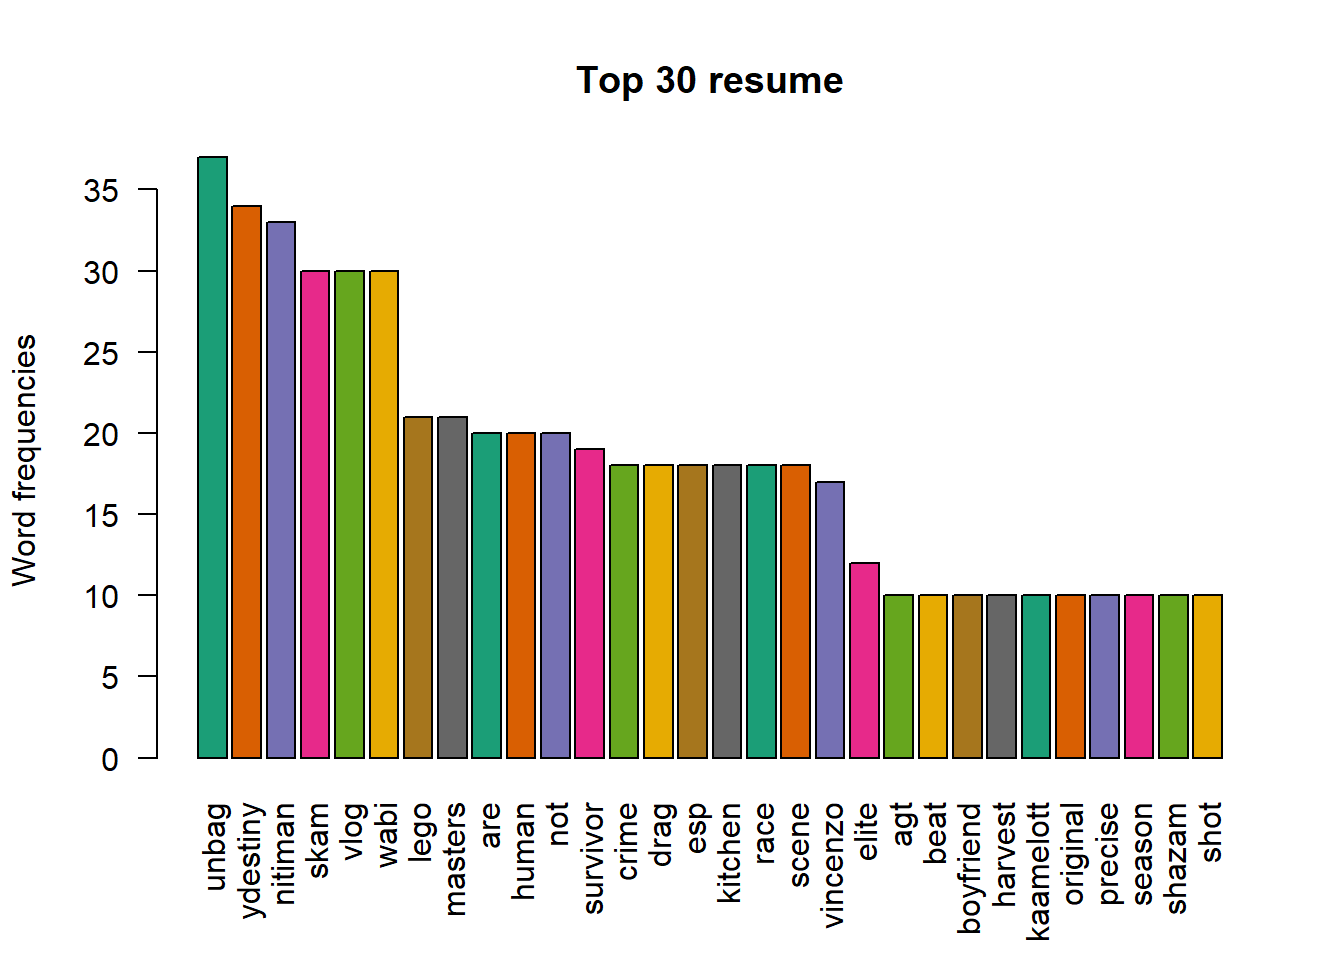 Top 30 resume
Word frequencies
35
30
25
20
15
10
5
0
unbag
ydestiny
nitiman
skam
vlog
wabi
lego
masters
are
human
not
survivor
crime
drag
esp
kitchen
race
scene
vincenzo
elite
agt
beat
boyfriend
harvest
kaamelott
original
precise
season
shazam
shot